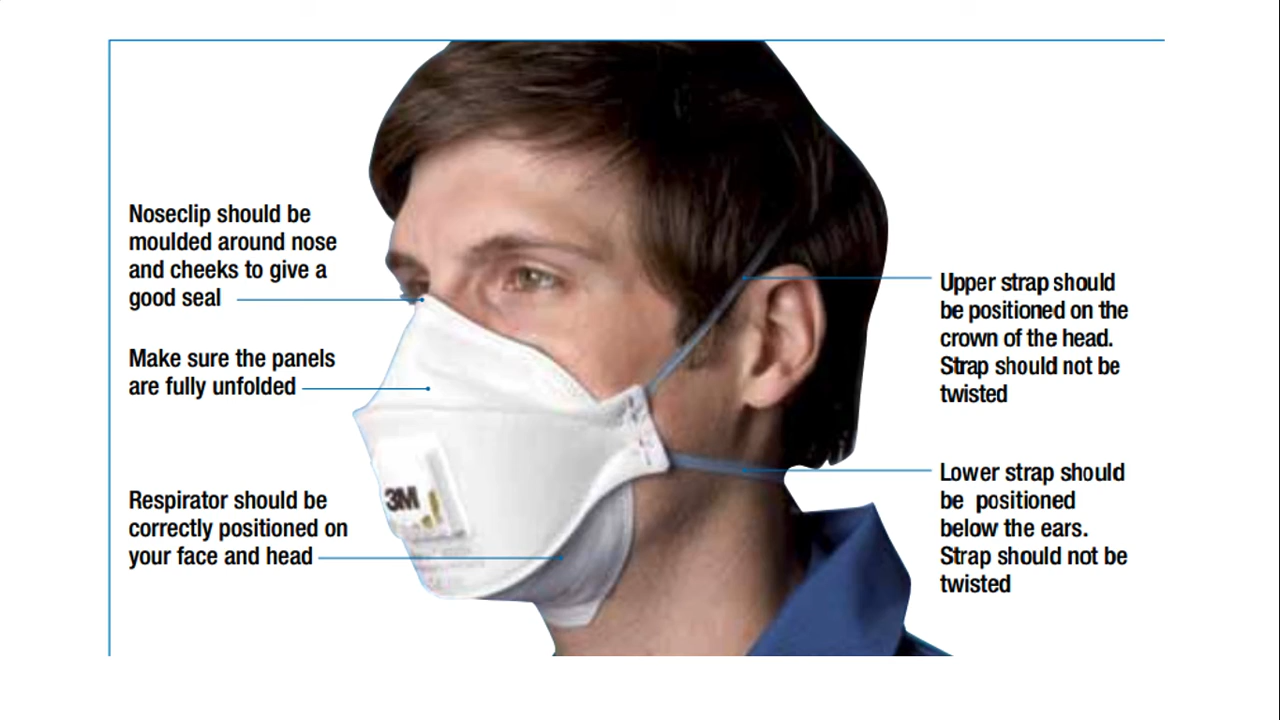 Noseclip should be
moulded around nose
and cheeks to give a
good seal
Make sure the panels
are fully unfolded
Respirator should be
correctly positioned on
your face and head
3M
Upper strap should
be positioned on the
crown of the head.
Strap should not be
twisted
Lower strap should
be positioned
below the ears.
Strap should not be
twisted